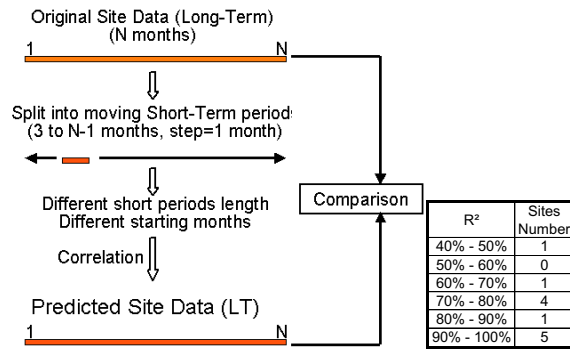 Original Site Data (Long-Term)
(N months)
1 N
Split into moving Short-Term periods
(3 to N-1 months, step=1 month)
Different short periods length
Different starting months
Correlation
Predicted Site Data (LT)
1 N
Comparison
R² Sites Number
40% - 50% 1
50% - 60% 0
60% - 70% 1
70% - 80% 4
80% - 90% 1
90% - 100% 5